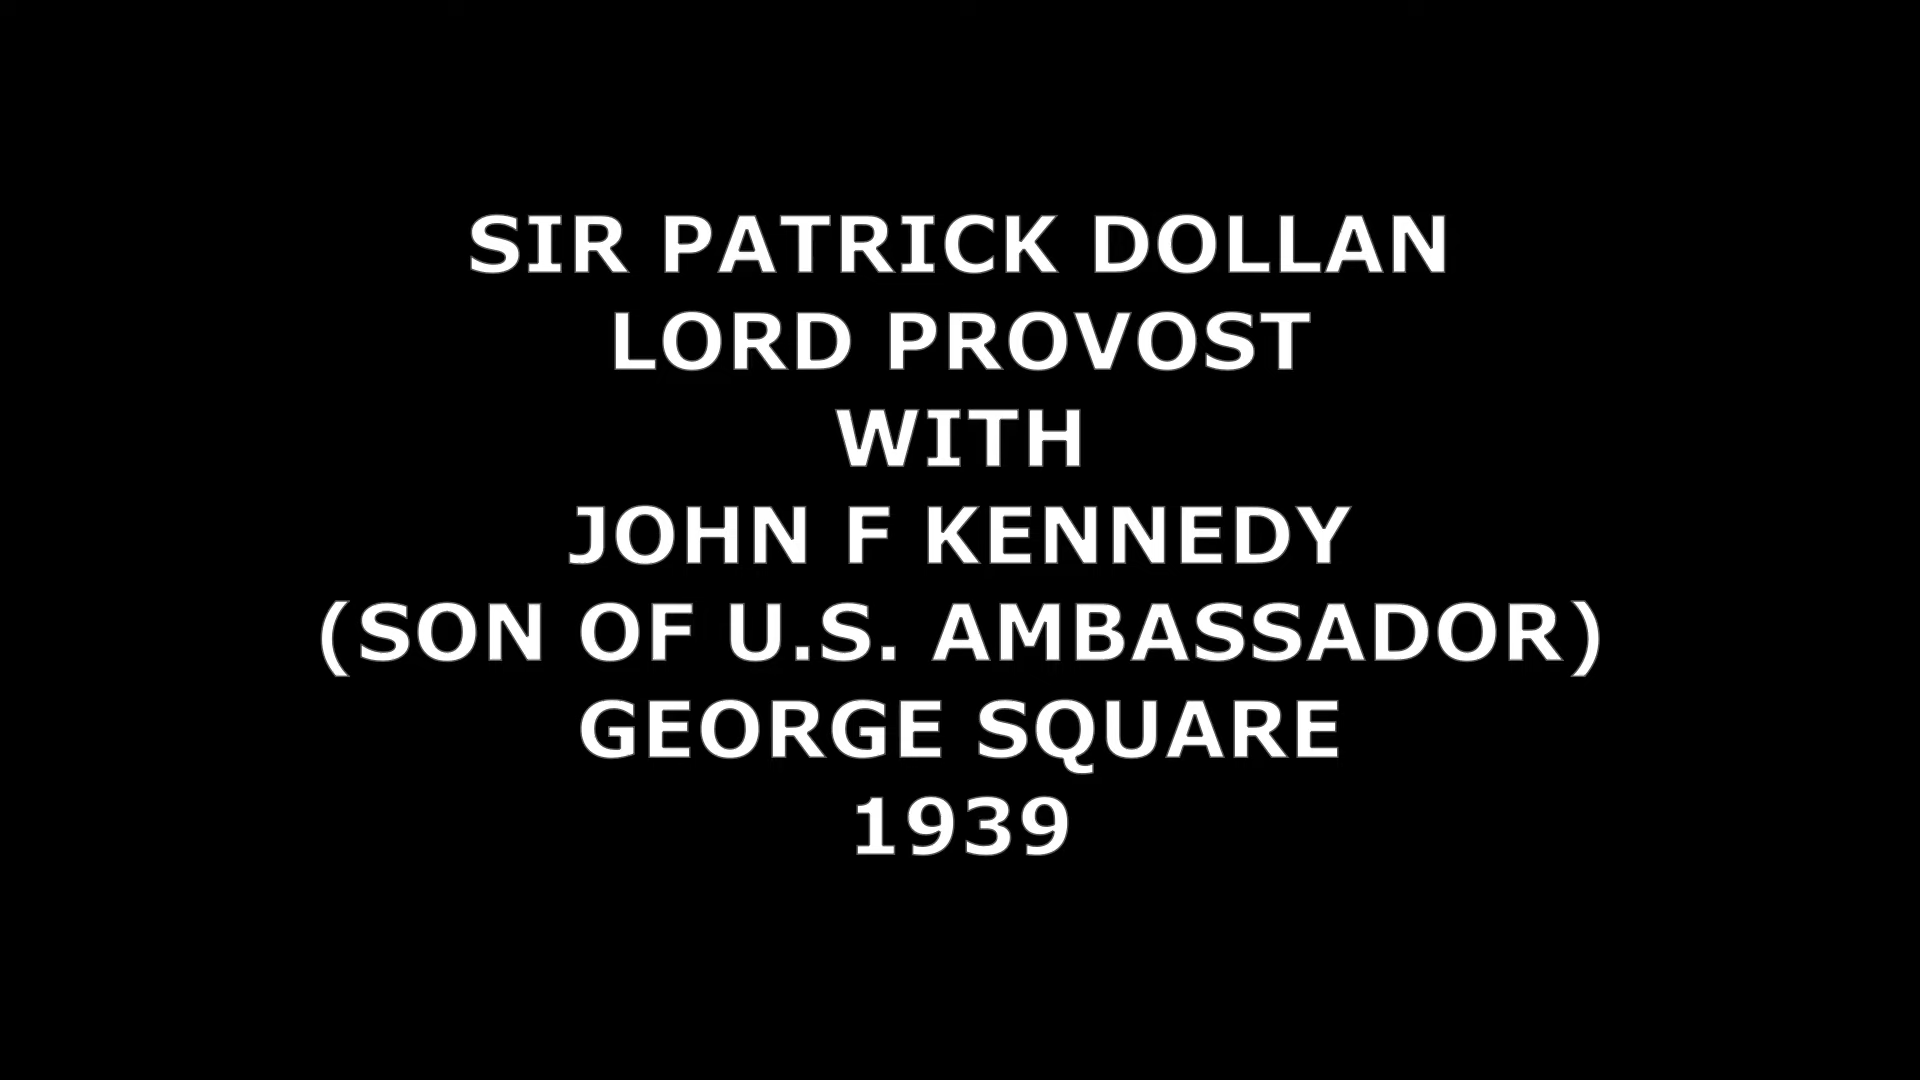 SIR PATRICK DOLLAN
LORD PROVOST
WITH
JOHN F KENNEDY
(SON OF U.S. AMBASSADOR)
GEORGE SQUARE
1939